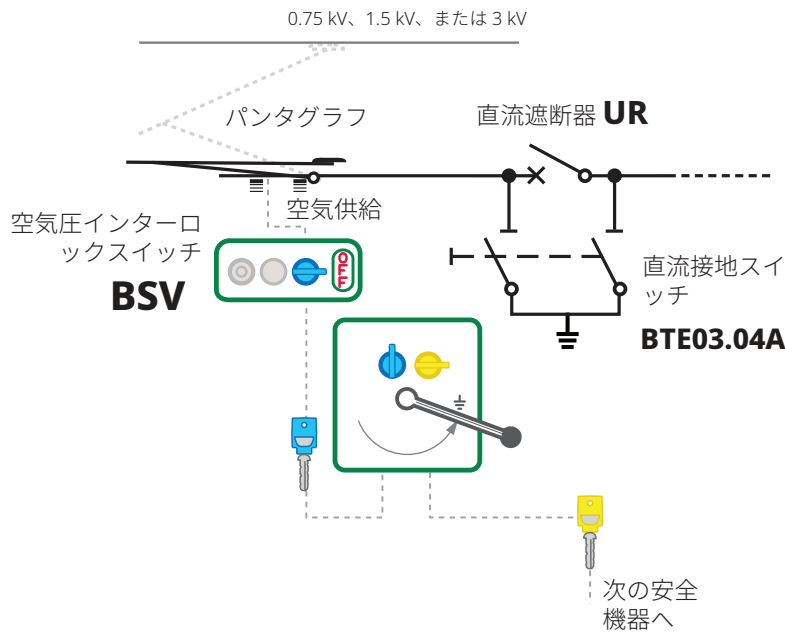 0.75 kV、1.5 kV、または 3 kV
パンタグラフ
直流遮断器 UR
空気供給
空気圧インターロ
ックスイッチ
BSV
OFF
直流接地スイ
ッチ
BTE03.04A
次の安全
機器へ